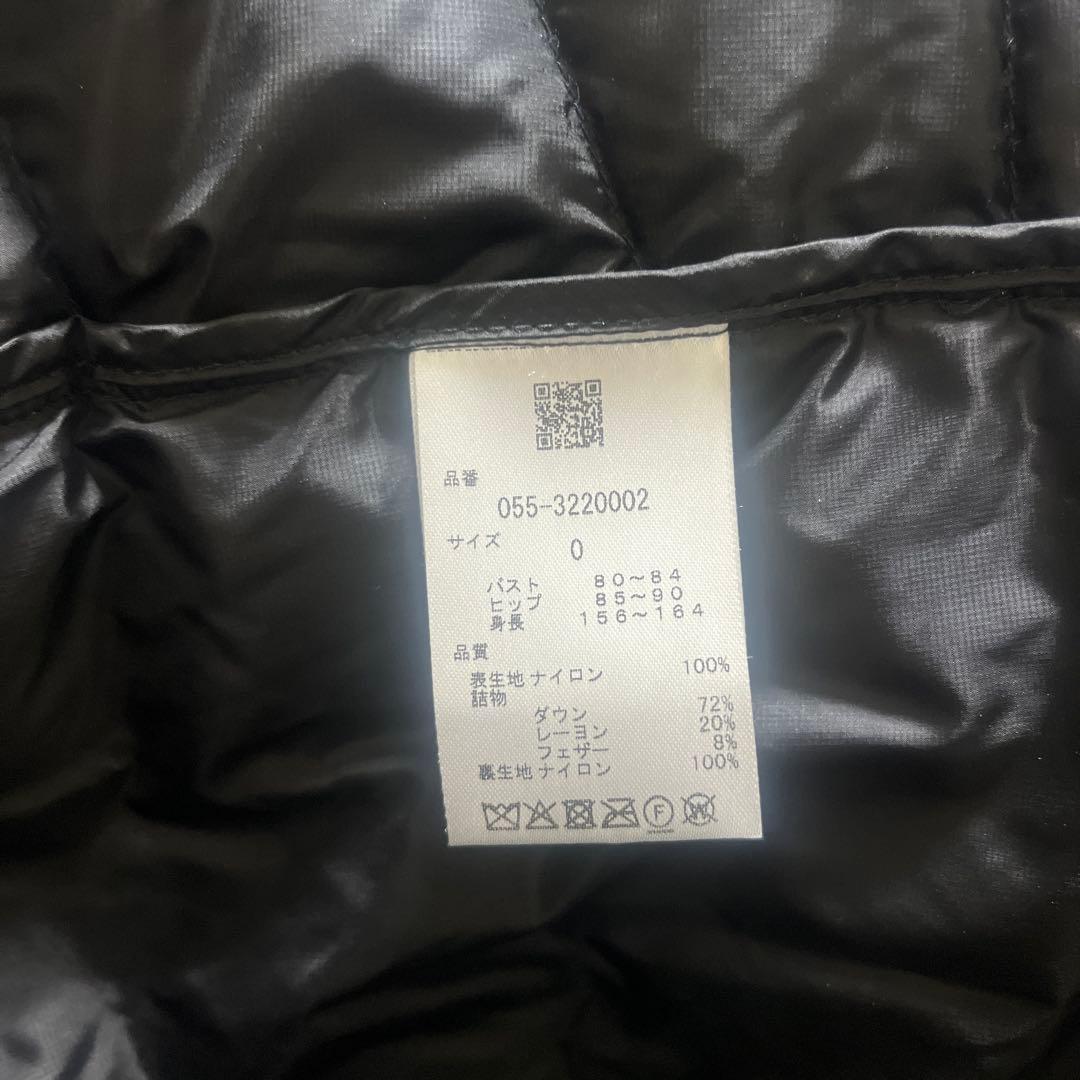 品番
055-3220002
サイズ 0
バスト 80～84
ヒップ 85～90
身長 156～164
品質
表生地 ナイロン 100%
詰物
ダウン 72%
レーヨン 20%
フェザー 8%
裏生地 ナイロン 100%
F W